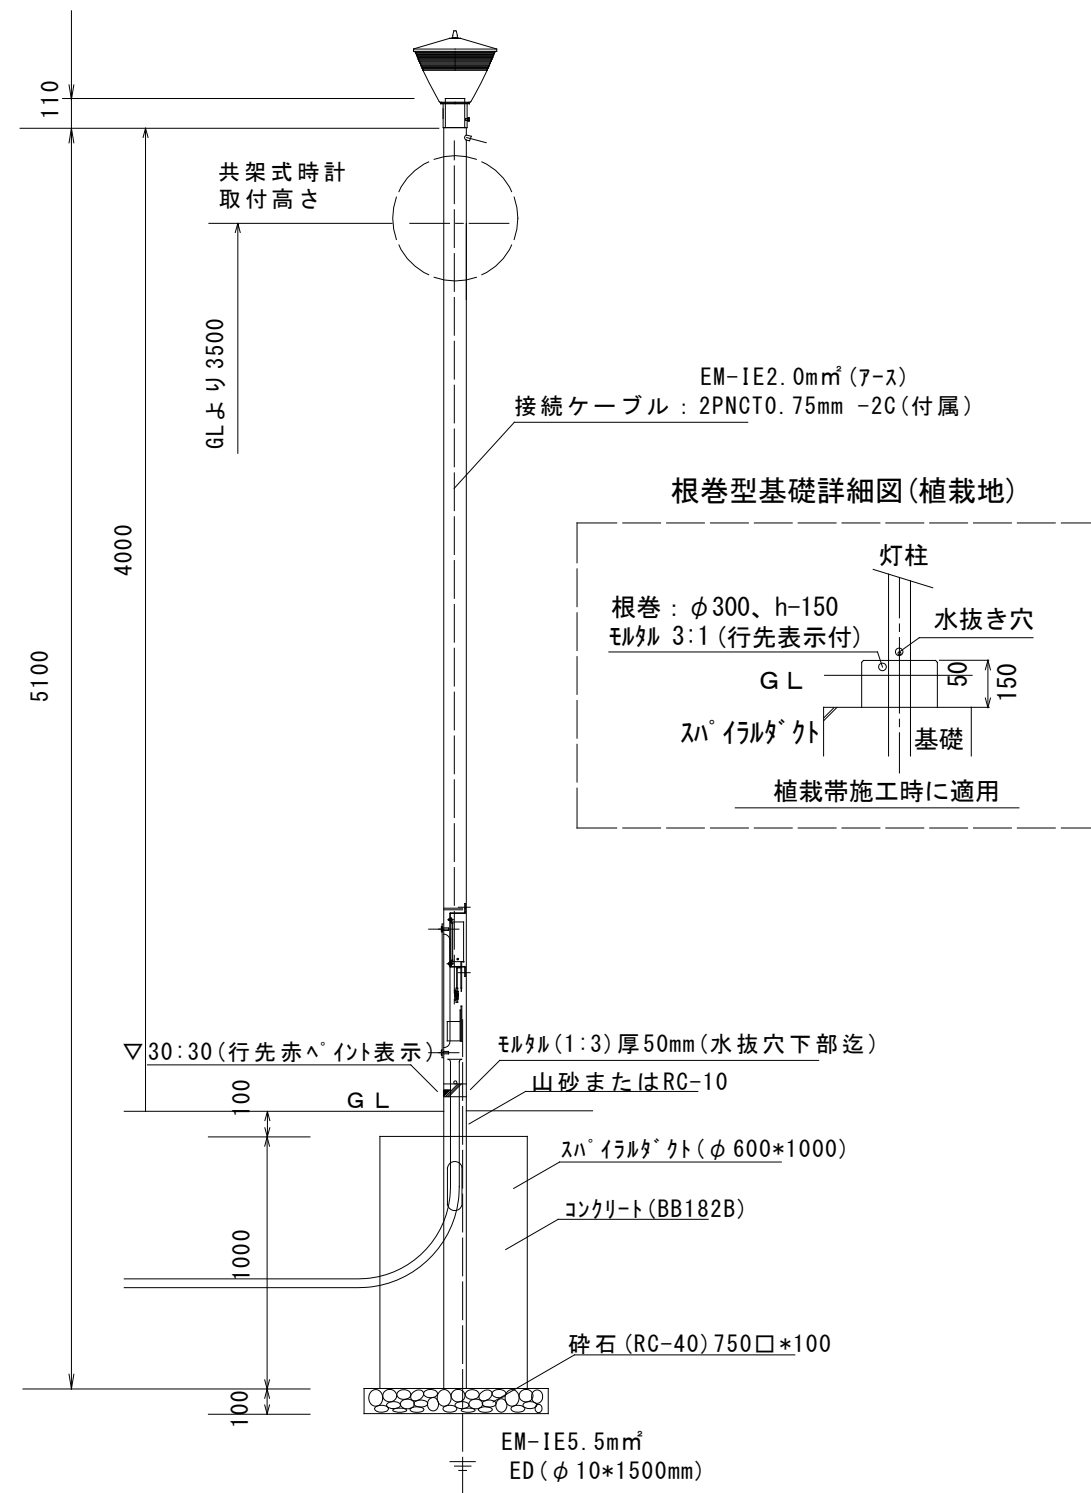 110
共架式時計
取付高さ
GLより3500
EM-IE2.0m㎡(ｱｰｽ)
接続ケーブル：2PNCT0.75mm -2C(付属)
4000
5100
根巻型基礎詳細図(植栽地)
灯柱
根巻：φ300、h-150
ﾓﾙﾀﾙ 3:1(行先表示付)
水抜き穴
ＧＬ
50
150
ｽﾊﾟｲﾗﾙﾀﾞｸﾄ
基礎
植栽帯施工時に適用
▽30:30(行先赤ﾍﾟｲﾝﾄ表示)
ﾓﾙﾀﾙ(1:3)厚50mm(水抜穴下部迄)
山砂またはRC-10
ＧＬ
100
ｽﾊﾟｲﾗﾙﾀﾞｸﾄ(φ600*1000)
ｺﾝｸﾘｰﾄ(BB182B)
1000
砕石(RC-40)750口*100
100
EM-IE5.5m㎡
ED(φ10*1500mm)